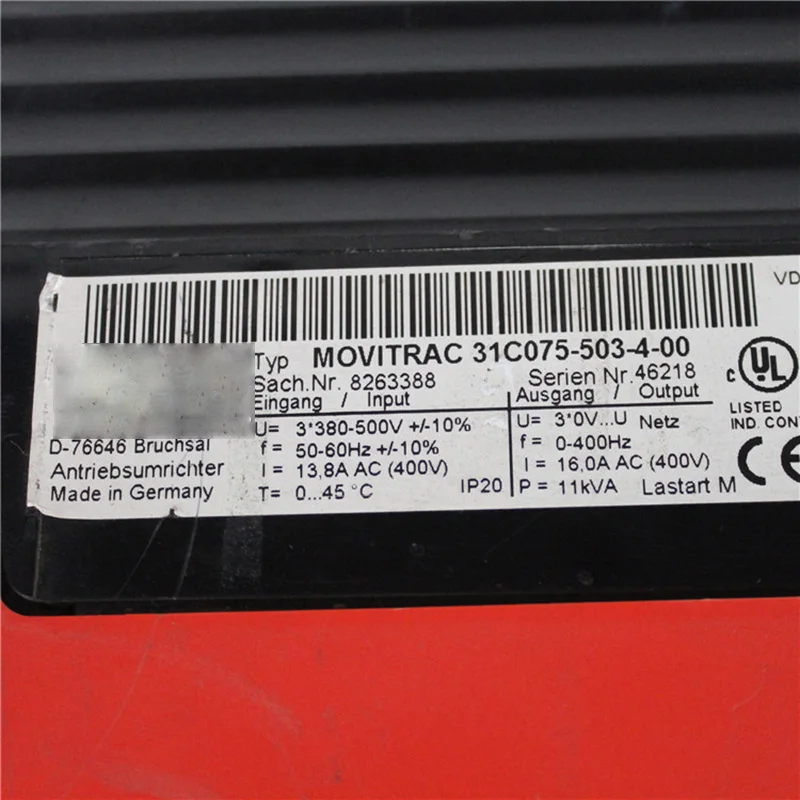 VD
Typ MOVITRAC 31C075-503-4-00
Sach.Nr. 8263388 Serien Nr. 46218
Eingang / Input Ausgang / Output
U= 3*380-500V +/-10% U= 3*0V...U Netz
f = 50-60Hz +/-10% f = 0-400Hz
I = 13,8A AC (400V) I = 16,0A AC (400V)
T= 0...45 °C IP20 P = 11kVA Lastart M
D-76646 Bruchsal
Antriebsumrichter
Made in Germany
c UL
LISTED
IND. CON
CE